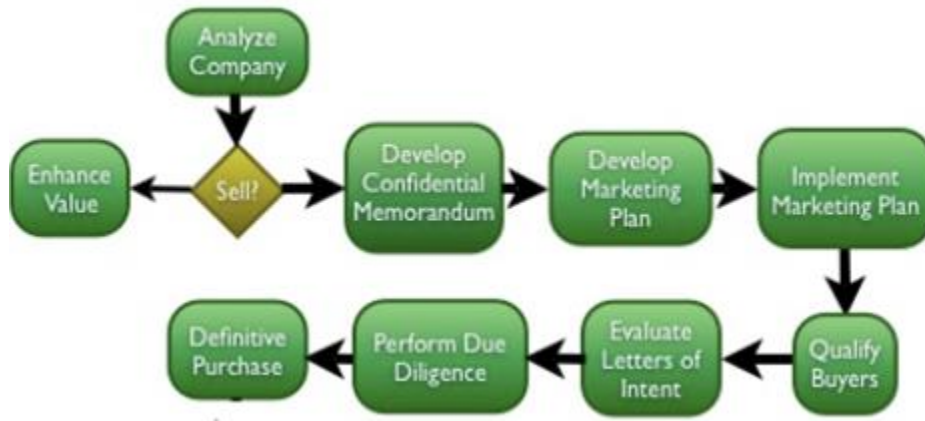 Analyze
Company
Enhance
Value
Sell?
Develop
Confidential
Memorandum
Develop
Marketing
Plan
Implement
Marketing Plan
Qualify
Buyers
Evaluate
Letters of
Intent
Perform Due
Diligence
Definitive
Purchase